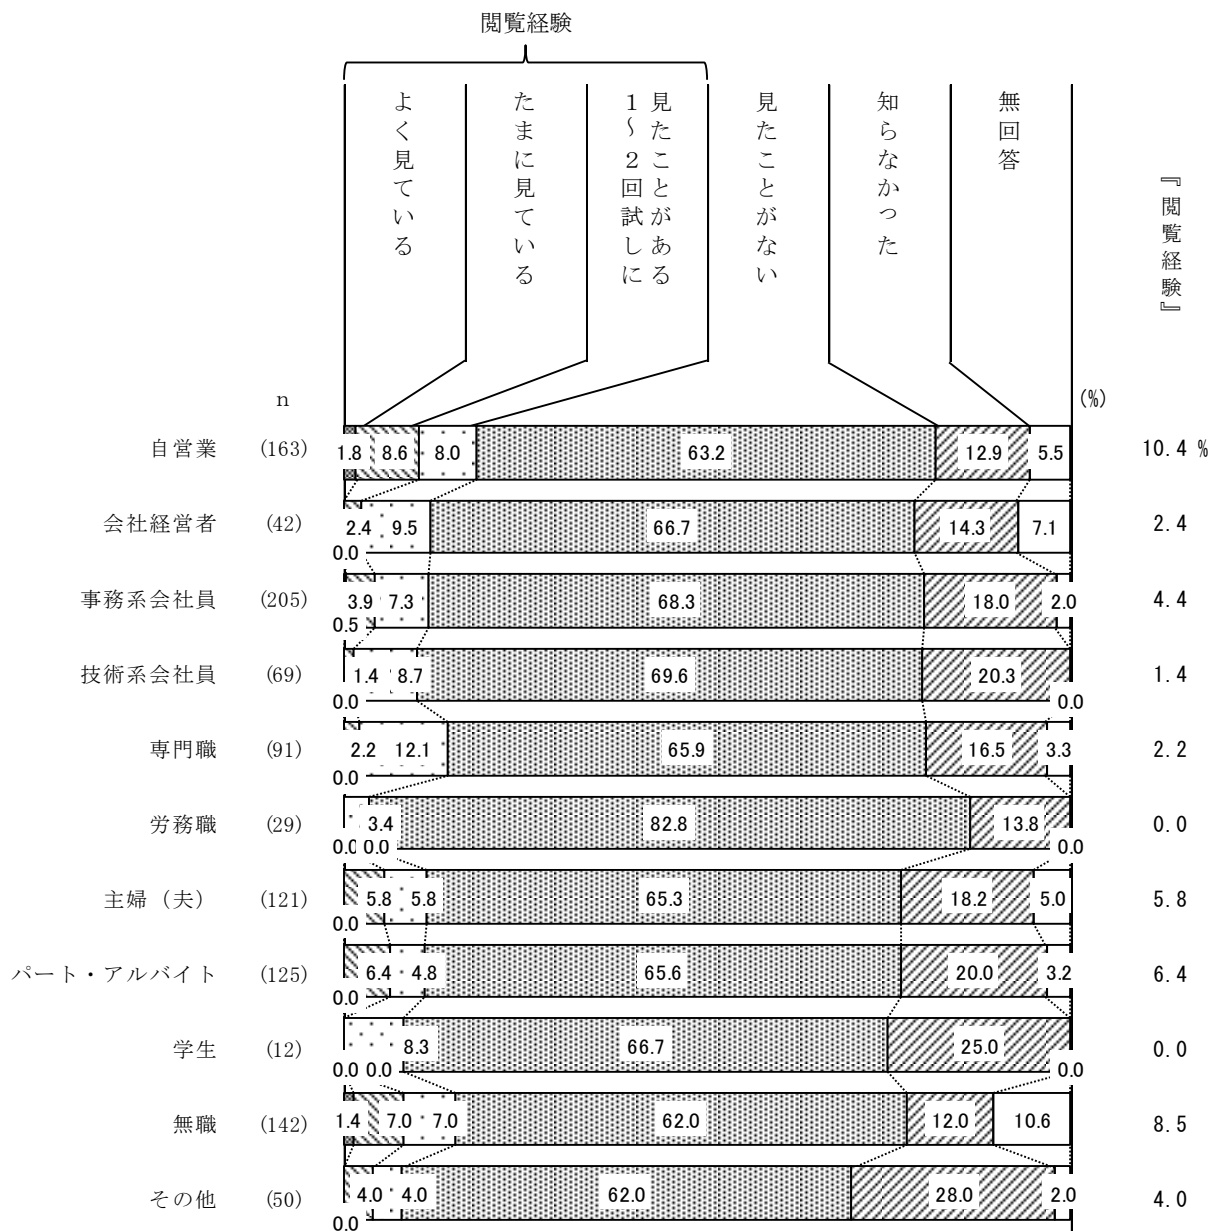 閲覧経験
よく見ている
たまに見ている
１～２回試しに
見たことがある
見たことがない
知らなかった
無回答
『閲覧経験』
n
(%)
自営業 (163) 1.8 8.6 8.0 63.2 12.9 5.5 10.4 %
会社経営者 (42) 0.0 2.4 9.5 66.7 14.3 7.1 2.4
事務系会社員 (205) 0.5 3.9 7.3 68.3 18.0 2.0 4.4
技術系会社員 (69) 0.0 1.4 8.7 69.6 20.3 0.0 1.4
専門職 (91) 0.0 2.2 12.1 65.9 16.5 3.3 2.2
労務職 (29) 0.0 0.0 3.4 82.8 13.8 0.0 0.0
主婦（夫） (121) 0.0 5.8 5.8 65.3 18.2 5.0 5.8
パート・アルバイト (125) 0.0 6.4 4.8 65.6 20.0 3.2 6.4
学生 (12) 0.0 0.0 8.3 66.7 25.0 0.0 0.0
無職 (142) 1.4 7.0 7.0 62.0 12.0 10.6 8.5
その他 (50) 0.0 4.0 4.0 62.0 28.0 2.0 4.0